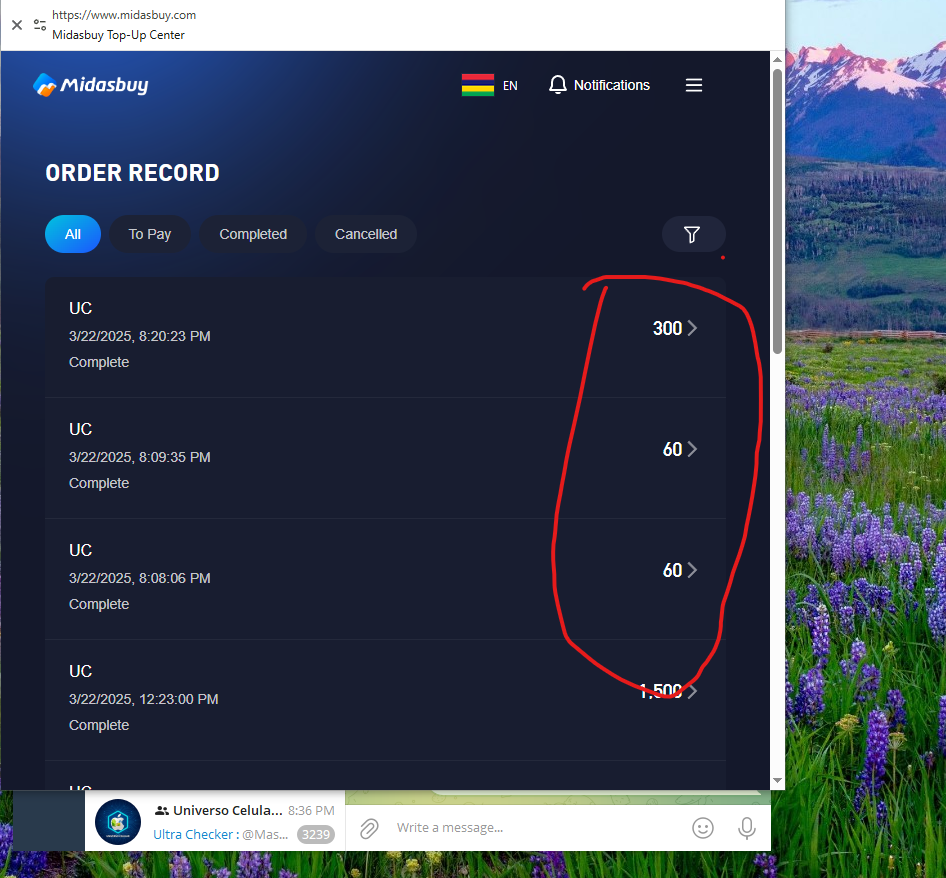 https://www.midasbuy.com
Midasbuy Top-Up Center
Midasbuy
EN
Notifications
ORDER RECORD
All
To Pay
Completed
Cancelled
UC
3/22/2025, 8:20:23 PM
Complete
300
UC
3/22/2025, 8:09:35 PM
Complete
60
UC
3/22/2025, 8:08:06 PM
Complete
60
UC
3/22/2025, 12:23:00 PM
Complete
1,500
UC
Universo Celula... 8:36 PM
Ultra Checker : @Mas... 3239
Write a message...